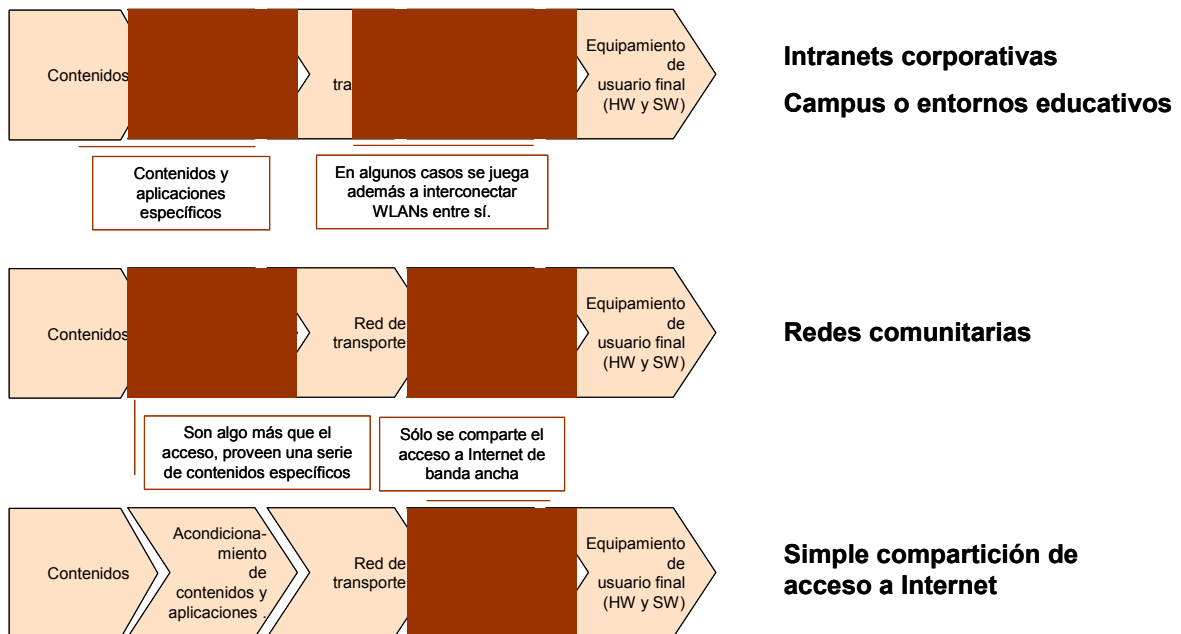 Contenidos
Equipamiento
de
usuario final
(HW y SW)
Intranets corporativas
Campus o entornos educativos
Contenidos y
aplicaciones
específicos
En algunos casos se juega
además a interconectar
WLANs entre sí.
Contenidos
Red de
transporte
Equipamiento
de
usuario final
(HW y SW)
Redes comunitarias
Son algo más que el
acceso, proveen una serie
de contenidos específicos
Sólo se comparte el
acceso a Internet de
banda ancha
Contenidos
Acondiciona-
miento
de
contenidos y
aplicaciones .
Red de
transporte
Equipamiento
de
usuario final
(HW y SW)
Simple compartición de
acceso a Internet